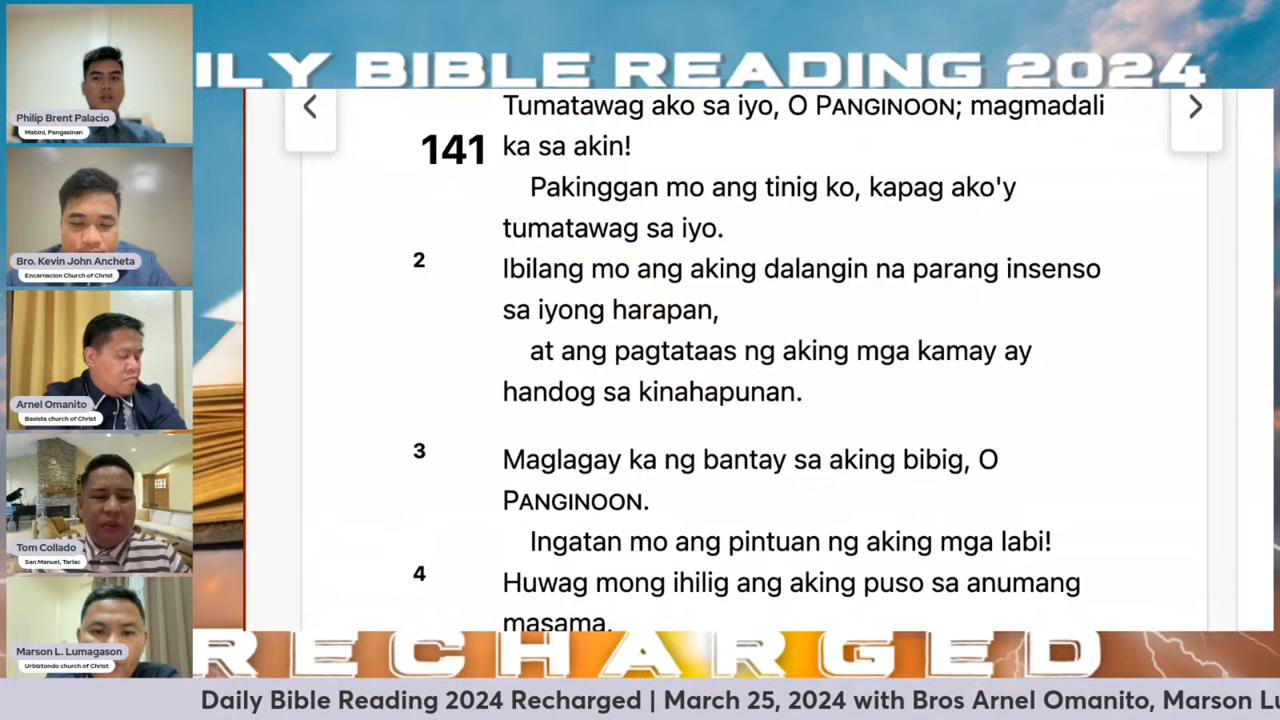 ILY BIBLE READING 2024
Philip Brent Palacio
Mabini, Pangasinan
Bro. Kevin John Ancheta
Encarnacion Church of Christ
Arnel Omanito
Basista church of Christ
Tom Collado
San Manuel, Tarlac
Marson L. Lumagason
Urbiztondo church of Christ
Tumatawag ako sa iyo, O PANGINOON; magmadali
141 ka sa akin!
Pakinggan mo ang tinig ko, kapag ako'y
tumatawag sa iyo.
2 Ibilang mo ang aking dalangin na parang insenso
sa iyong harapan,
at ang pagtataas ng aking mga kamay ay
handog sa kinahapunan.
3 Maglagay ka ng bantay sa aking bibig, O
PANGINOON.
Ingatan mo ang pintuan ng aking mga labi!
4 Huwag mong ihilig ang aking puso sa anumang
masama,
RECHARGED
Daily Bible Reading 2024 Recharged | March 25, 2024 with Bros Arnel Omanito, Marson Lu